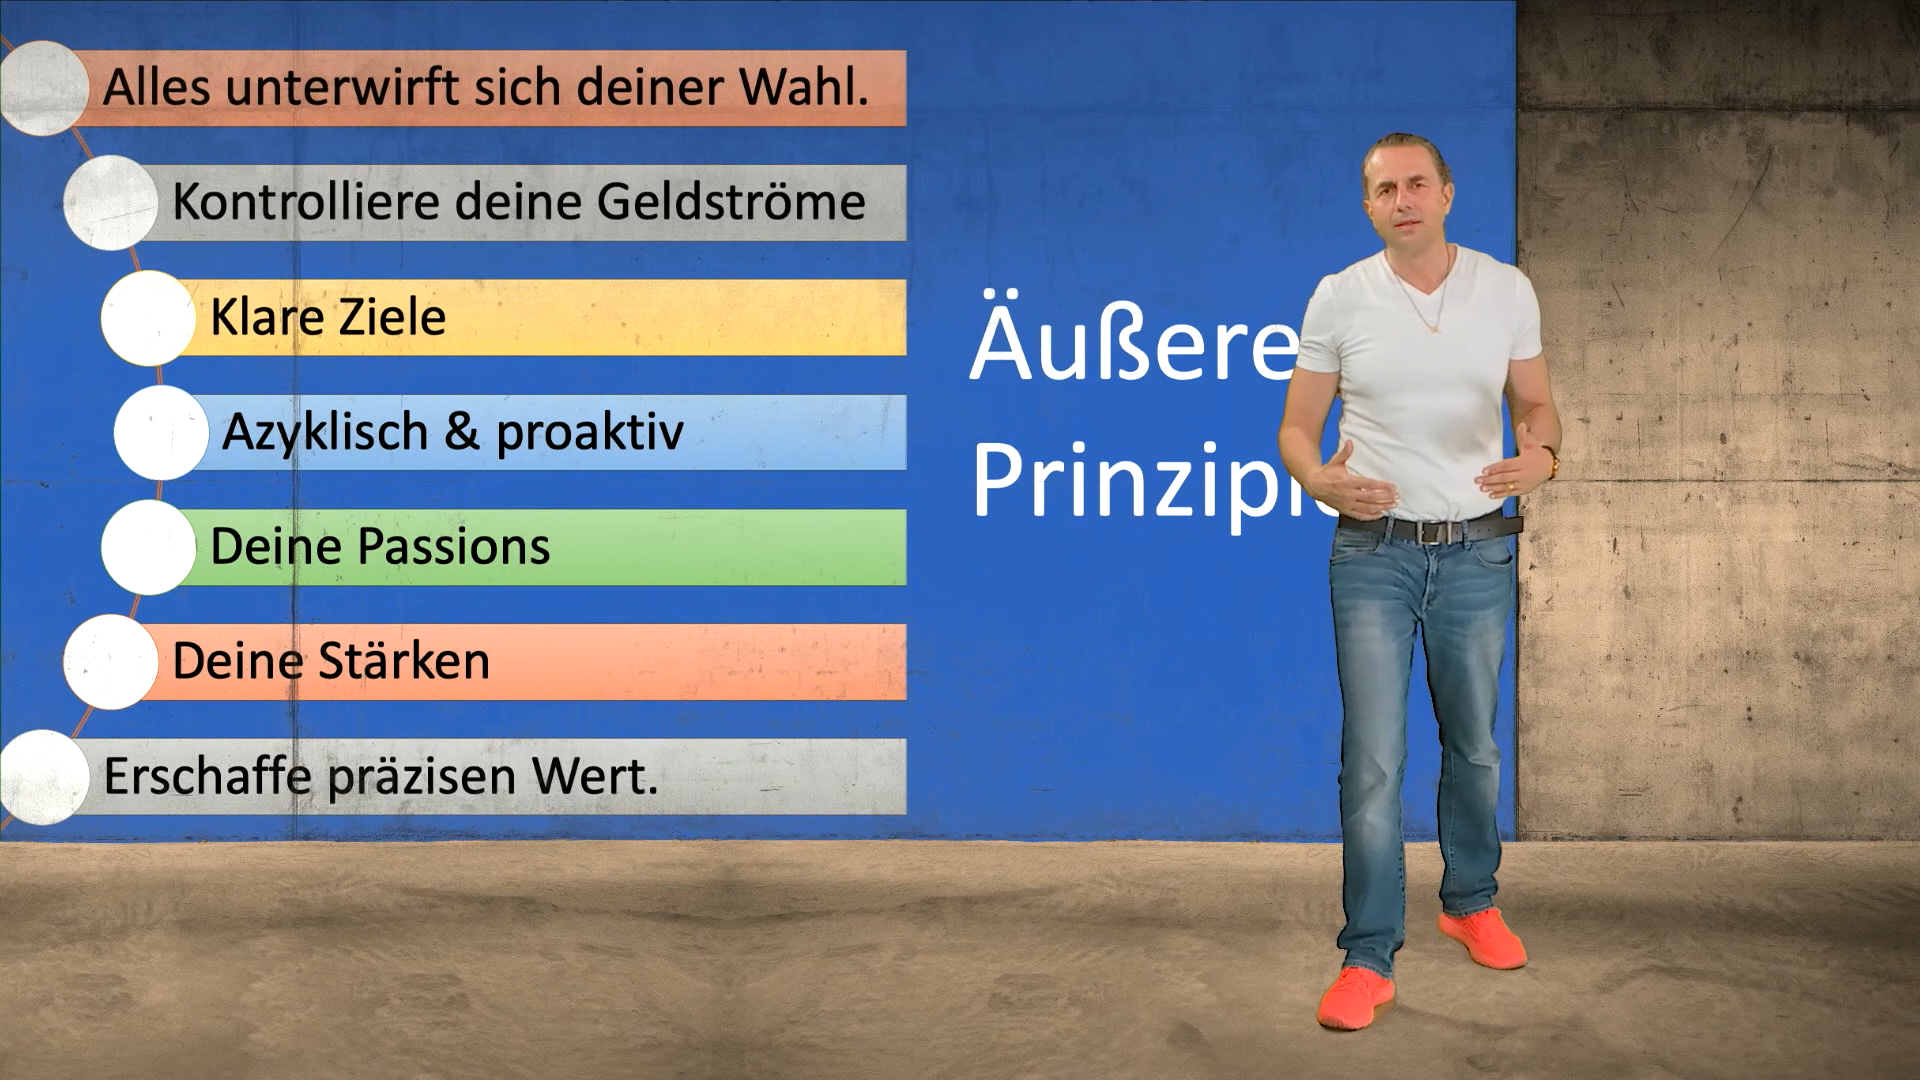 Alles unterwirft sich deiner Wahl.
Kontrolliere deine Geldströme
Klare Ziele
Azyklisch & proaktiv
Deine Passions
Deine Stärken
Erschaffe präzisen Wert.
Äußere